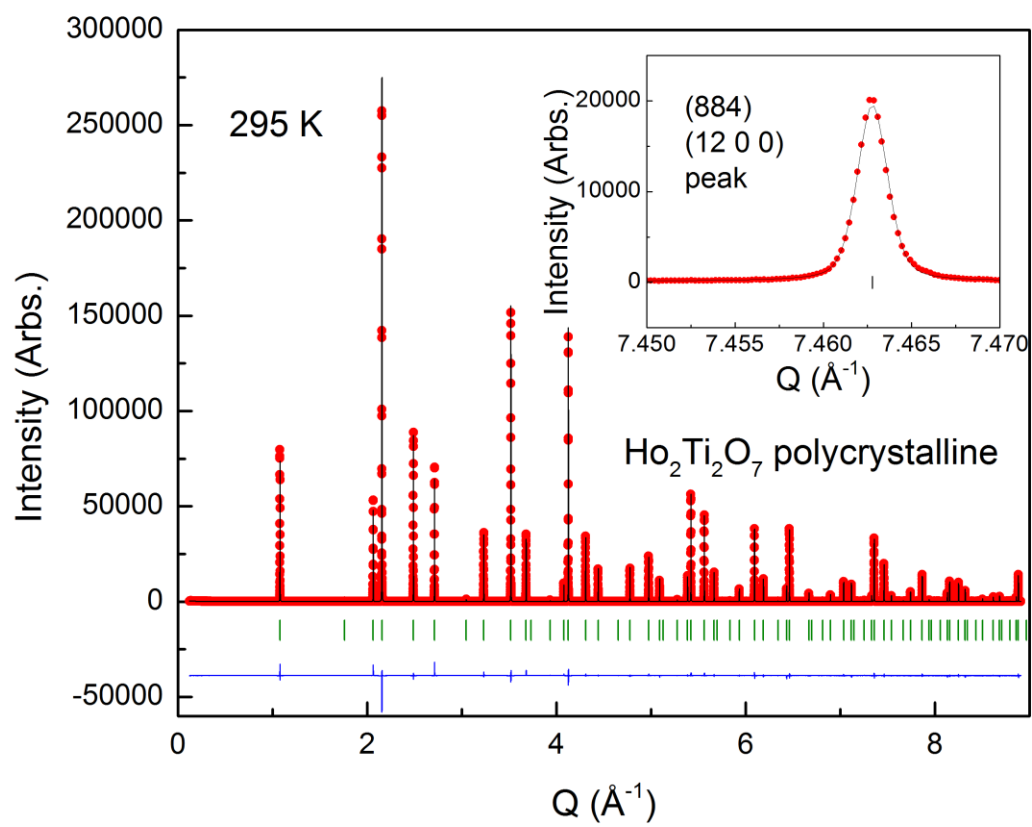 300000
250000
200000
150000
100000
50000
0
-50000
Intensity (Arbs.)
0
2
4
6
8
Q (Å⁻¹)
295 K
Ho₂Ti₂O₇ polycrystalline
20000
10000
0
Intensity (Arbs.)
(884)
(12 0 0)
peak
7.450
7.455
7.460
7.465
7.470
Q (Å⁻¹)